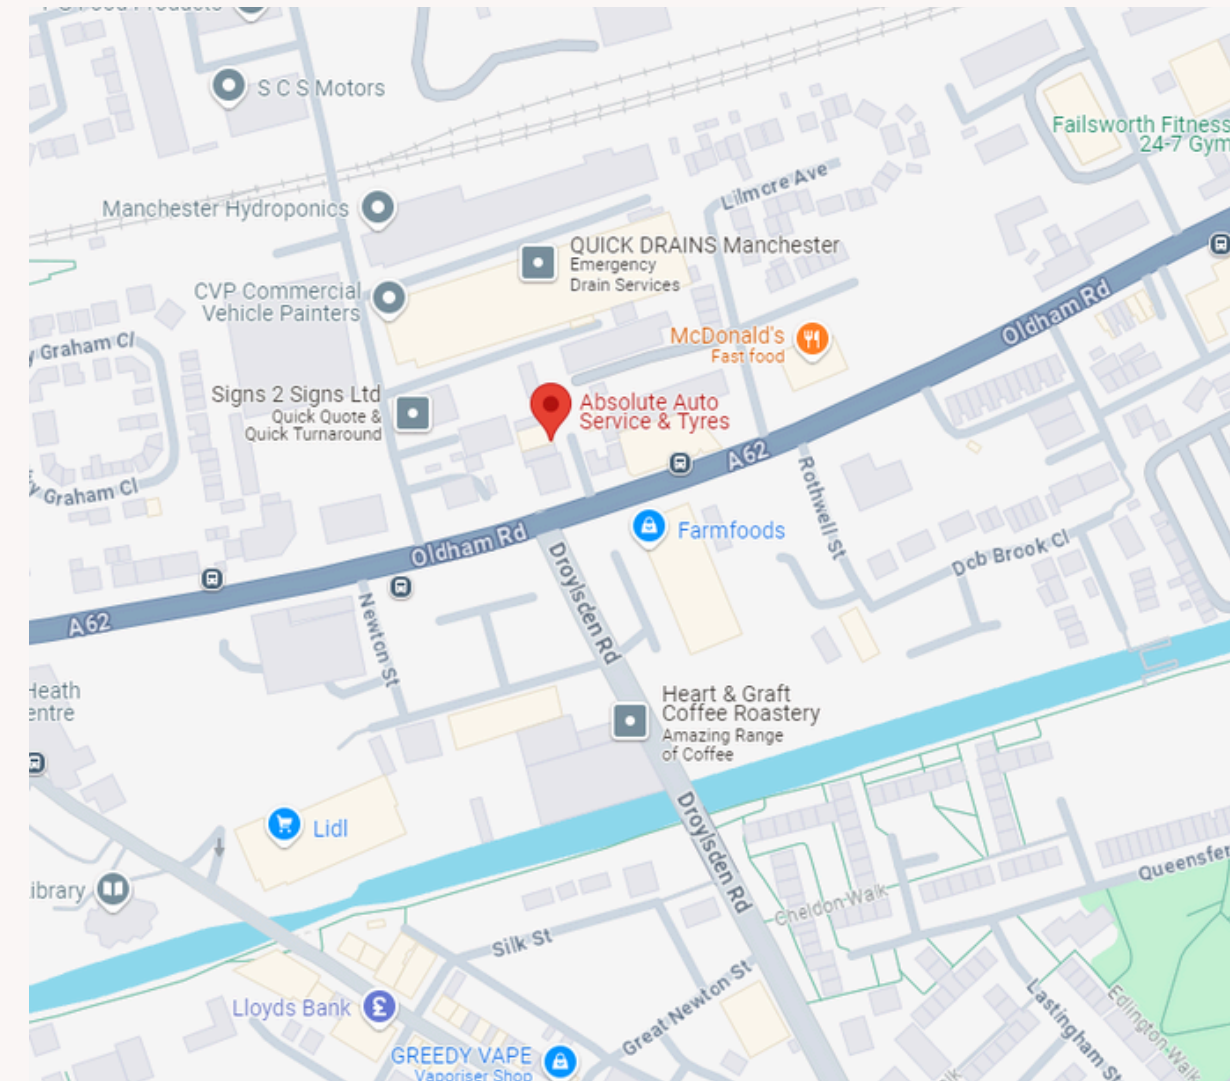 S C S Motors
Failsworth Fitness
24-7 Gym
Lilmore Ave
Manchester Hydroponics
QUICK DRAINS Manchester
Emergency
Drain Services
CVP Commercial
Vehicle Painters
Oldham Rd
McDonald's
Fast food
Graham Cl
Signs 2 Signs Ltd
Quick Quote &
Quick Turnaround
Absolute Auto
Service & Tyres
A62
Graham Cl
Rothwell St
Farmfoods
Oldham Rd
Droylsden Rd
Dob Brook Cl
Newton St
A62
Heath
entre
Heart & Graft
Coffee Roastery
Amazing Range
of Coffee
Lidl
Droylsden Rd
Queensfer
ibrary
Cheldon Walk
Silk St
Great Newton St
Lastingham St
Edlington Walk
Lloyds Bank
£
GREEDY VAPE
Vaporiser Shop